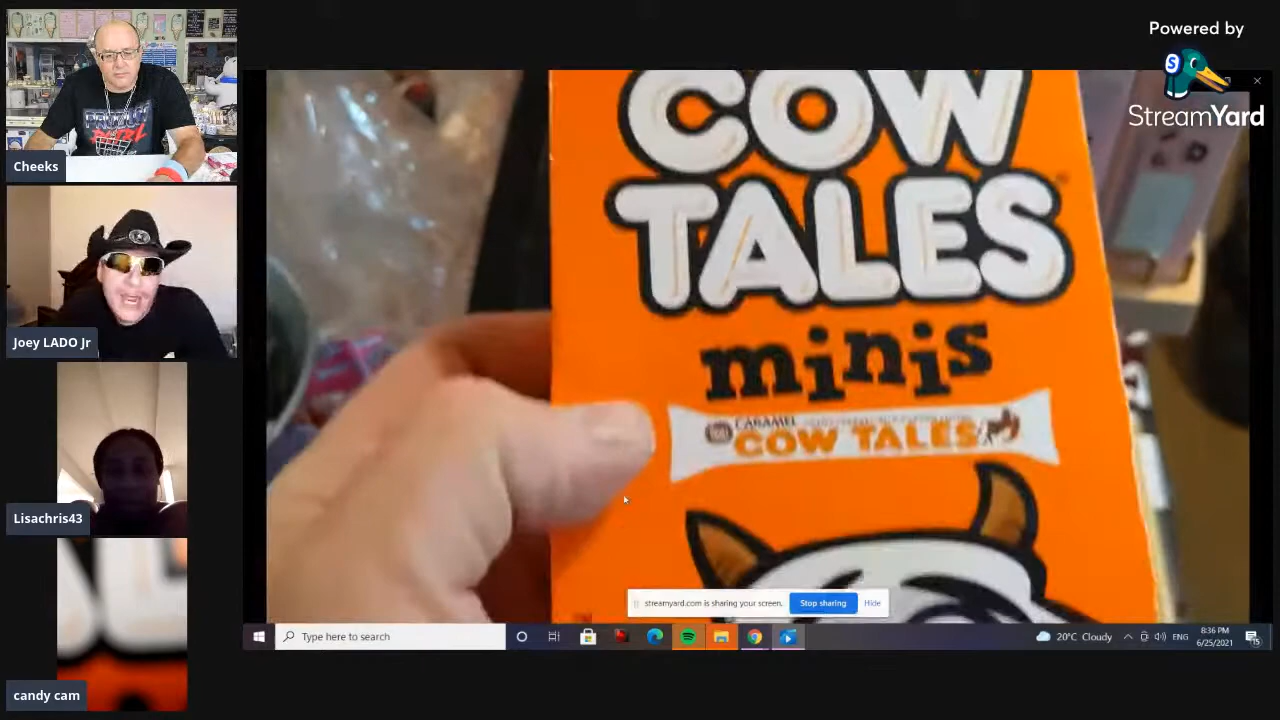 Powered by
StreamYard
Cheeks
Joey LADO Jr
Lisachris43
candy cam
COW
TALES
minis
CARAMEL
COW TALES
streamyard.com is sharing your screen.
Stop sharing
Hide
Type here to search
20°C Cloudy
ENG
8:36 PM
6/25/2021